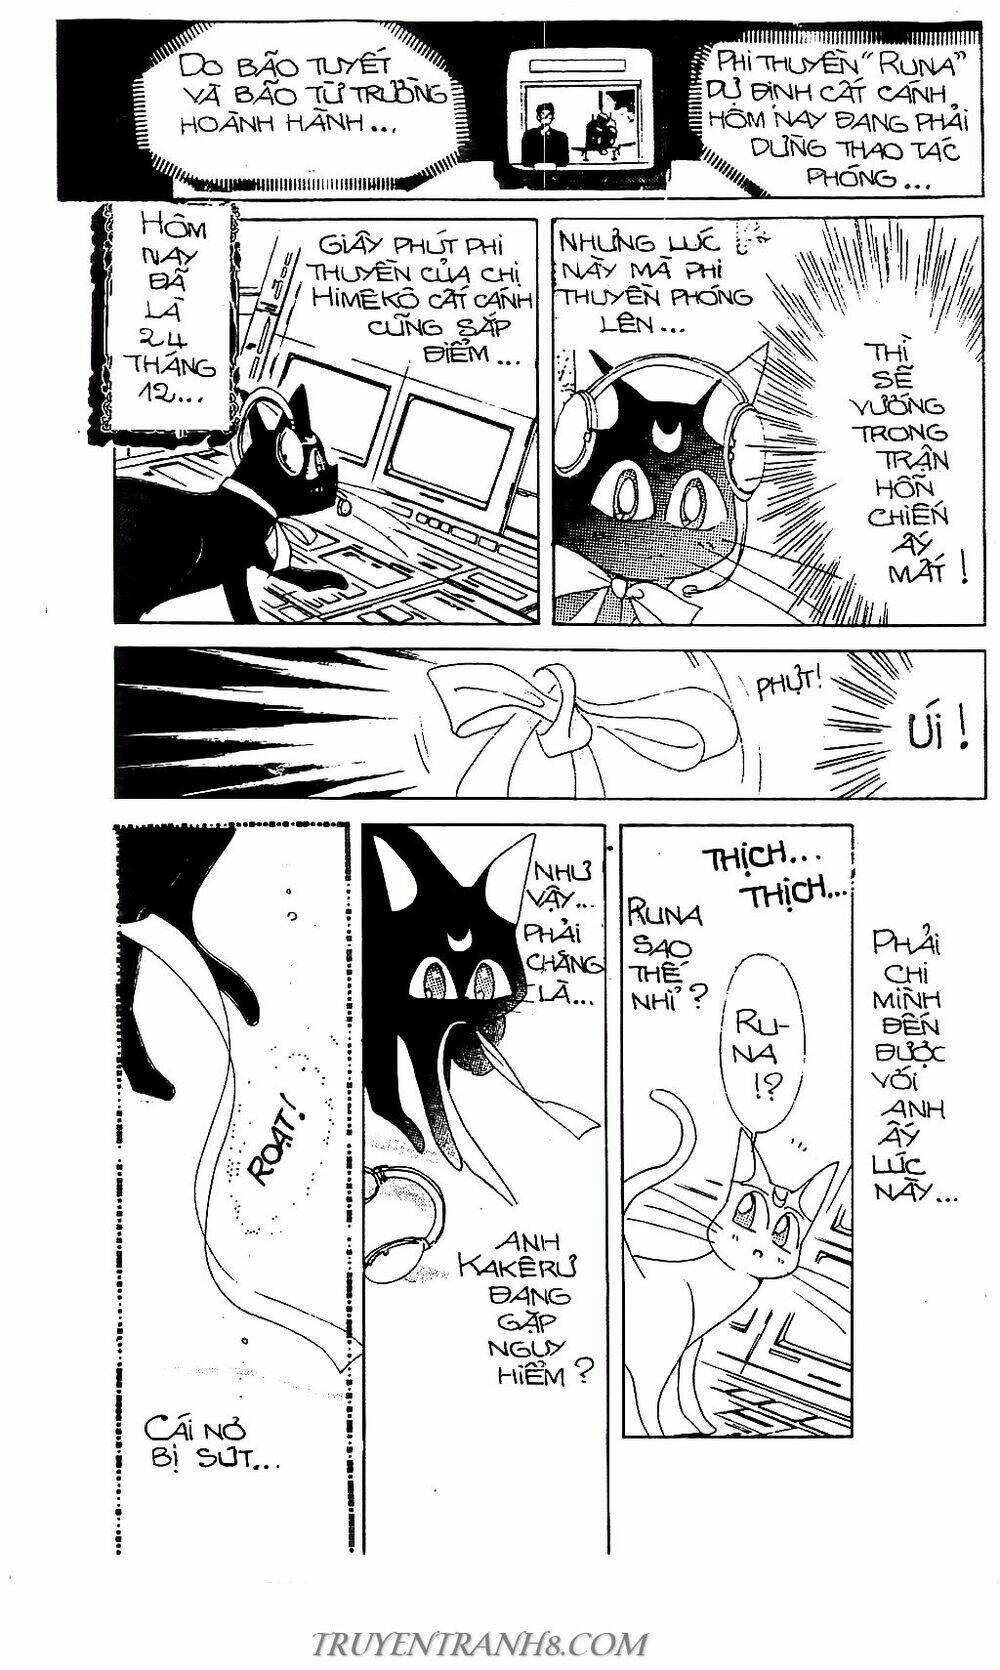 PHI THUYỀN "RUNA"
DỰ ĐỊNH CẤT CÁNH
HÔM NAY ĐANG PHẢI
DỪNG THAO TÁC
PHÓNG...
DO BÃO TUYẾT
VÀ BÃO TỪ TRƯỜNG
HOÀNH HÀNH...
NHƯNG LÚC
NÀY MÀ PHI
THUYỀN PHÓNG
LÊN...
THÌ
SẼ
VƯỚNG
TRONG
TRẬN
HỖN
CHIẾN
ẤY
MẤT!
GIÂY PHÚT PHI
THUYỀN CỦA CHỊ
HIMÊKÔ CẤT CÁNH
CŨNG SẮP
ĐIỂM...
HÔM
NAY
ĐÃ
LÀ
24
THÁNG
12...
ÚI!
PHỰT!
PHẢI
CHI
MÌNH
ĐẾN
ĐƯỢC
VỚI
ANH
ẤY
LÚC
NÀY...
THỊCH...
THỊCH...
RUNA
SAO
THẾ
NHỈ?
RU-
NA
!?
NHƯ
VẬY...
PHẢI
CHĂNG
LÀ...
ANH
KAKÊRƯ
ĐANG
GẶP
NGUY
HIỂM?
ROẠT!
CÁI NƠ
BỊ SÚT...
TRUYENTRANH8.COM